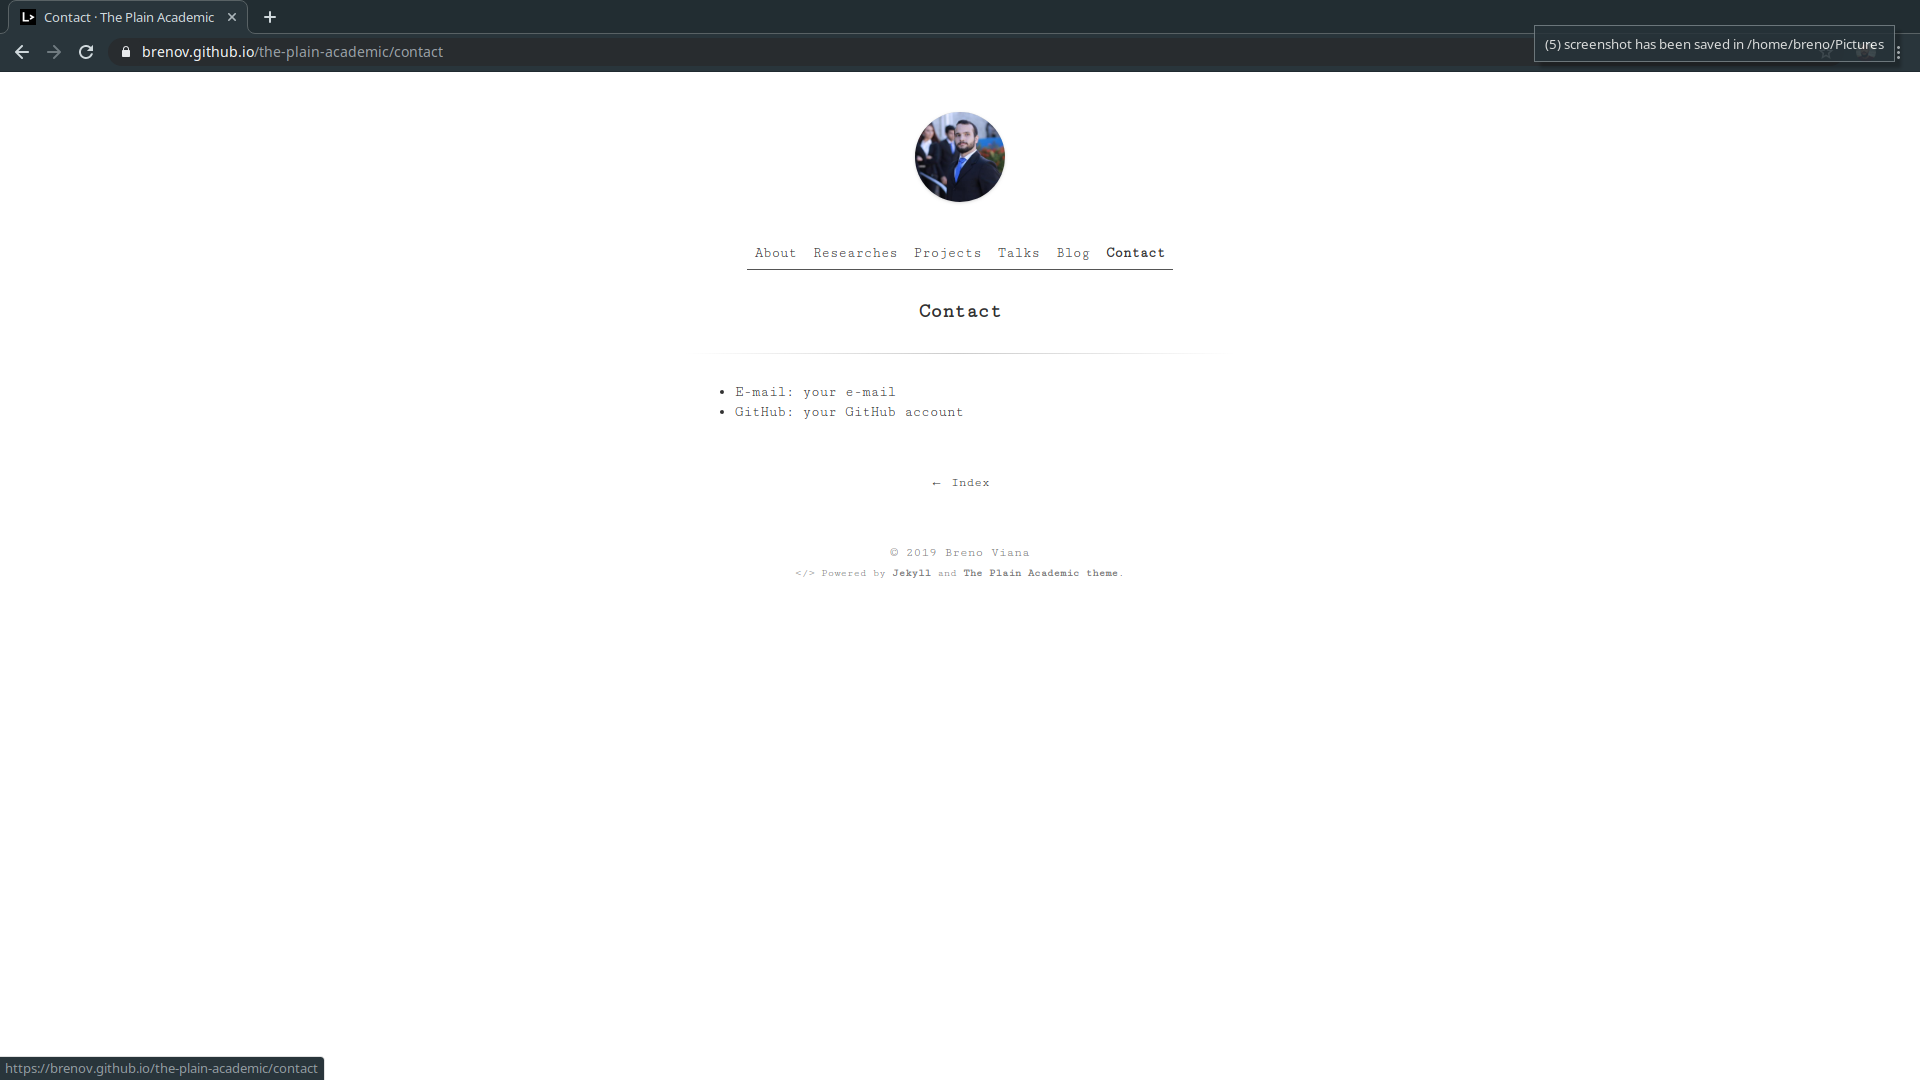 L>
Contact · The Plain Academic
brenov.github.io/the-plain-academic/contact
(5) screenshot has been saved in /home/breno/Pictures
About Researches Projects Talks Blog Contact
Contact
• E-mail: your e-mail
• GitHub: your GitHub account
← Index
© 2019 Breno Viana
</> Powered by Jekyll and The Plain Academic theme.
https://brenov.github.io/the-plain-academic/contact